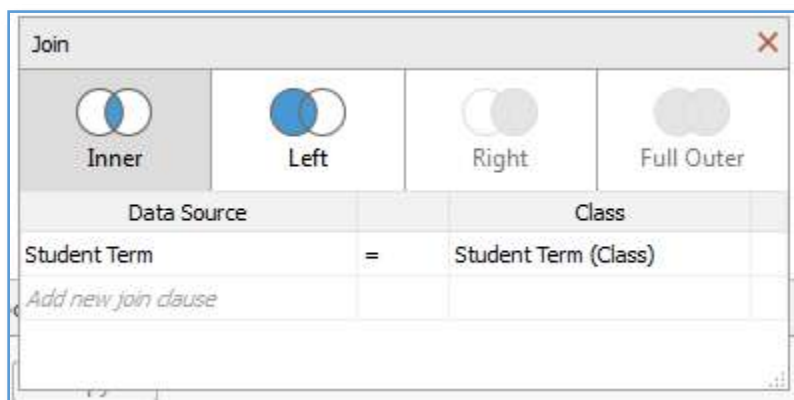 Join
Inner Left Right Full Outer
Data Source Class
Student Term = Student Term (Class)
Add new join clause